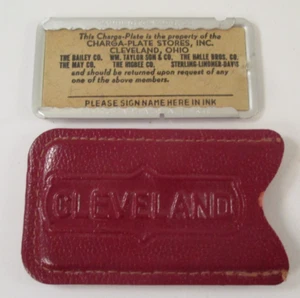 This Charga-Plate is the property of the
CHARGA-PLATE STORES, INC.
CLEVELAND, OHIO
THE BAILEY CO. WM. TAYLOR SON & CO. THE HALLE BROS. CO.
THE MAY CO. THE HIGBEE CO. STERLING-LINDNER-DAVIS
and should be returned upon request of any
one of the above members.
PLEASE SIGN NAME HERE IN INK
CLEVELAND